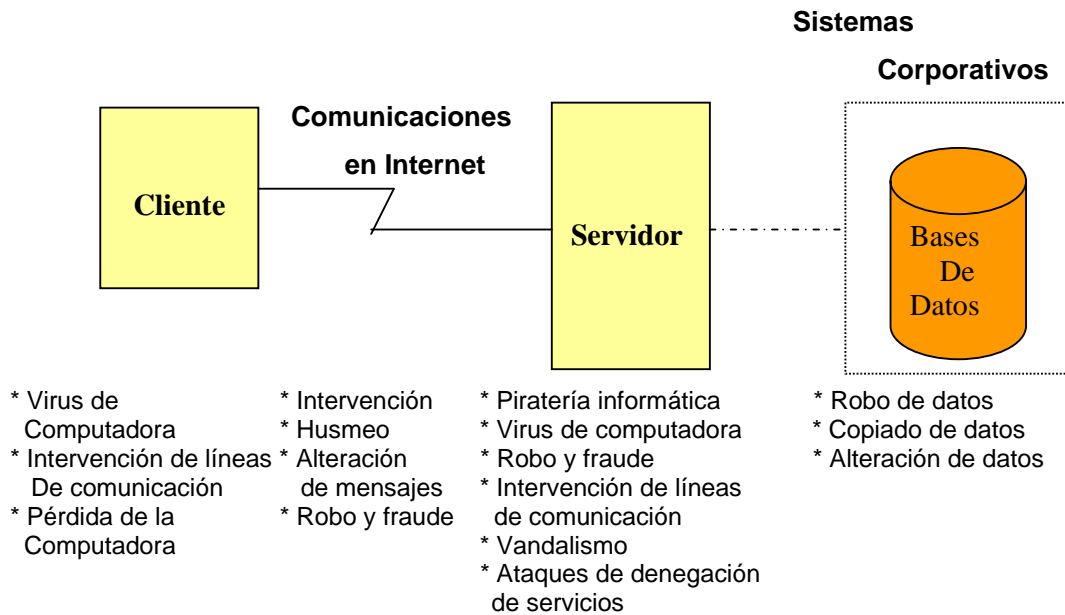 Sistemas
Corporativos
Comunicaciones
en Internet
Cliente
Servidor
Bases
De
Datos
* Virus de
Computadora
* Intervención de líneas
De comunicación
* Pérdida de la
Computadora
* Intervención
* Husmeo
* Alteración
de mensajes
* Robo y fraude
* Piratería informática
* Virus de computadora
* Robo y fraude
* Intervención de líneas
de comunicación
* Vandalismo
* Ataques de denegación
de servicios
* Robo de datos
* Copiado de datos
* Alteración de datos